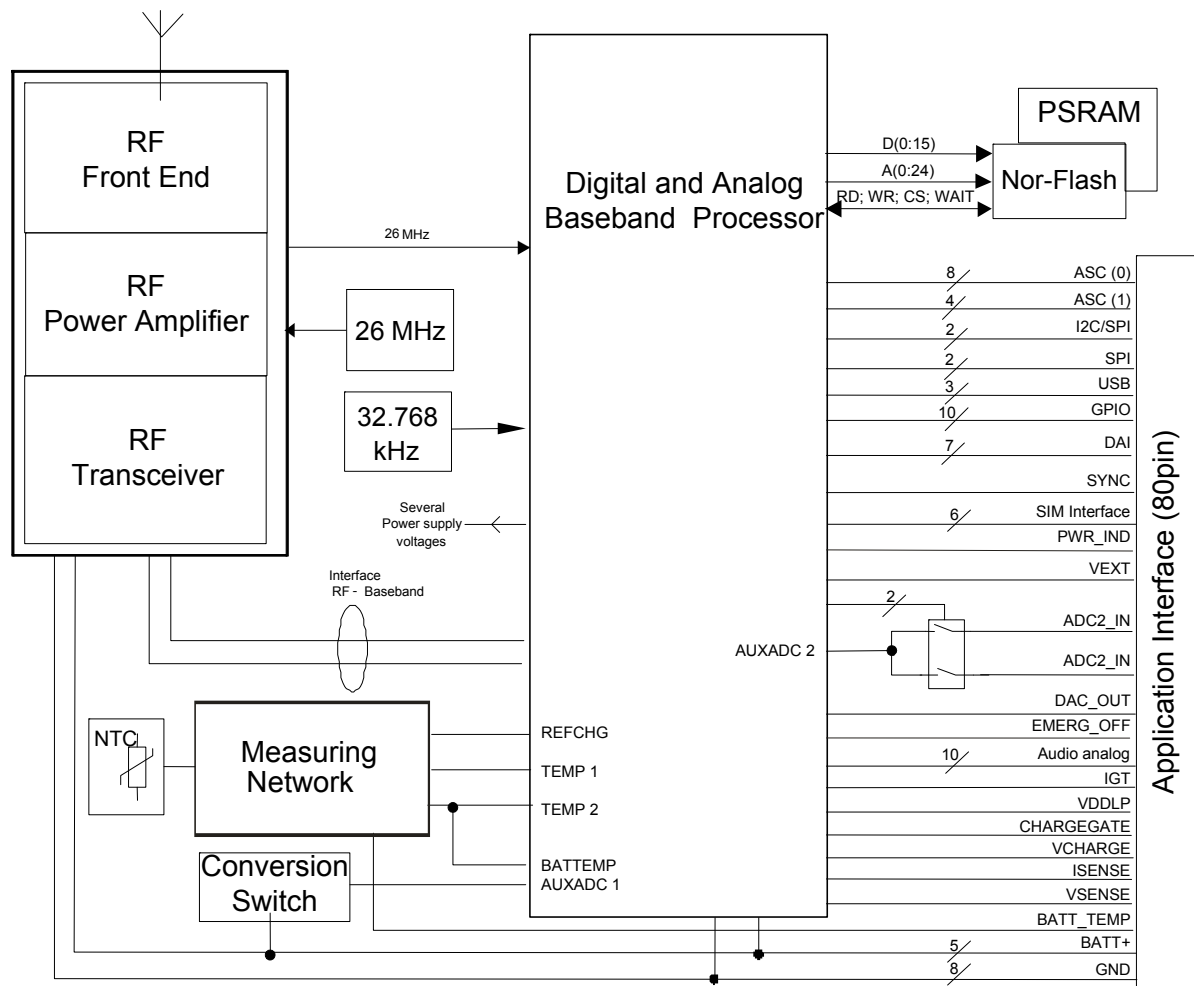 RF
Front End
RF
Power Amplifier
RF
Transceiver
26 MHz
26 MHz
32.768
kHz
Several
Power supply
voltages
Interface
RF - Baseband
NTC
Measuring
Network
Conversion
Switch
Digital and Analog
Baseband Processor
REFCHG
TEMP 1
TEMP 2
BATTEMP
AUXADC 1
AUXADC 2
PSRAM
Nor-Flash
D(0:15)
A(0:24)
RD; WR; CS; WAIT
8 ASC (0)
4 ASC (1)
2 I2C/SPI
2 SPI
3 USB
10 GPIO
7 DAI
SYNC
6 SIM Interface
PWR_IND
VEXT
2
ADC2_IN
ADC2_IN
DAC_OUT
EMERG_OFF
10 Audio analog
IGT
VDDLP
CHARGEGATE
VCHARGE
ISENSE
VSENSE
BATT_TEMP
5 BATT+
8 GND
Application Interface (80pin)